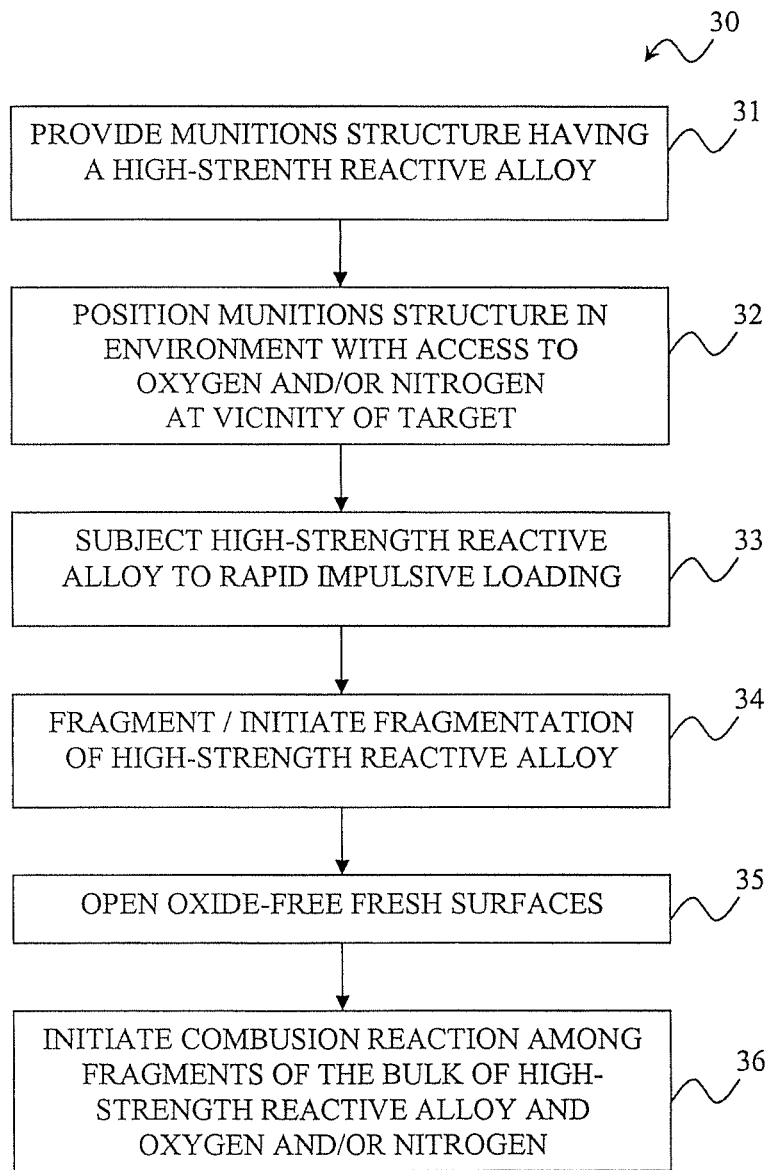 30
PROVIDE MUNITIONS STRUCTURE HAVING
A HIGH-STRENTH REACTIVE ALLOY
31
POSITION MUNITIONS STRUCTURE IN
ENVIRONMENT WITH ACCESS TO
OXYGEN AND/OR NITROGEN
AT VICINITY OF TARGET
32
SUBJECT HIGH-STRENGTH REACTIVE
ALLOY TO RAPID IMPULSIVE LOADING
33
FRAGMENT / INITIATE FRAGMENTATION
OF HIGH-STRENGTH REACTIVE ALLOY
34
OPEN OXIDE-FREE FRESH SURFACES
35
INITIATE COMBUSION REACTION AMONG
FRAGMENTS OF THE BULK OF HIGH-
STRENGTH REACTIVE ALLOY AND
OXYGEN AND/OR NITROGEN
36